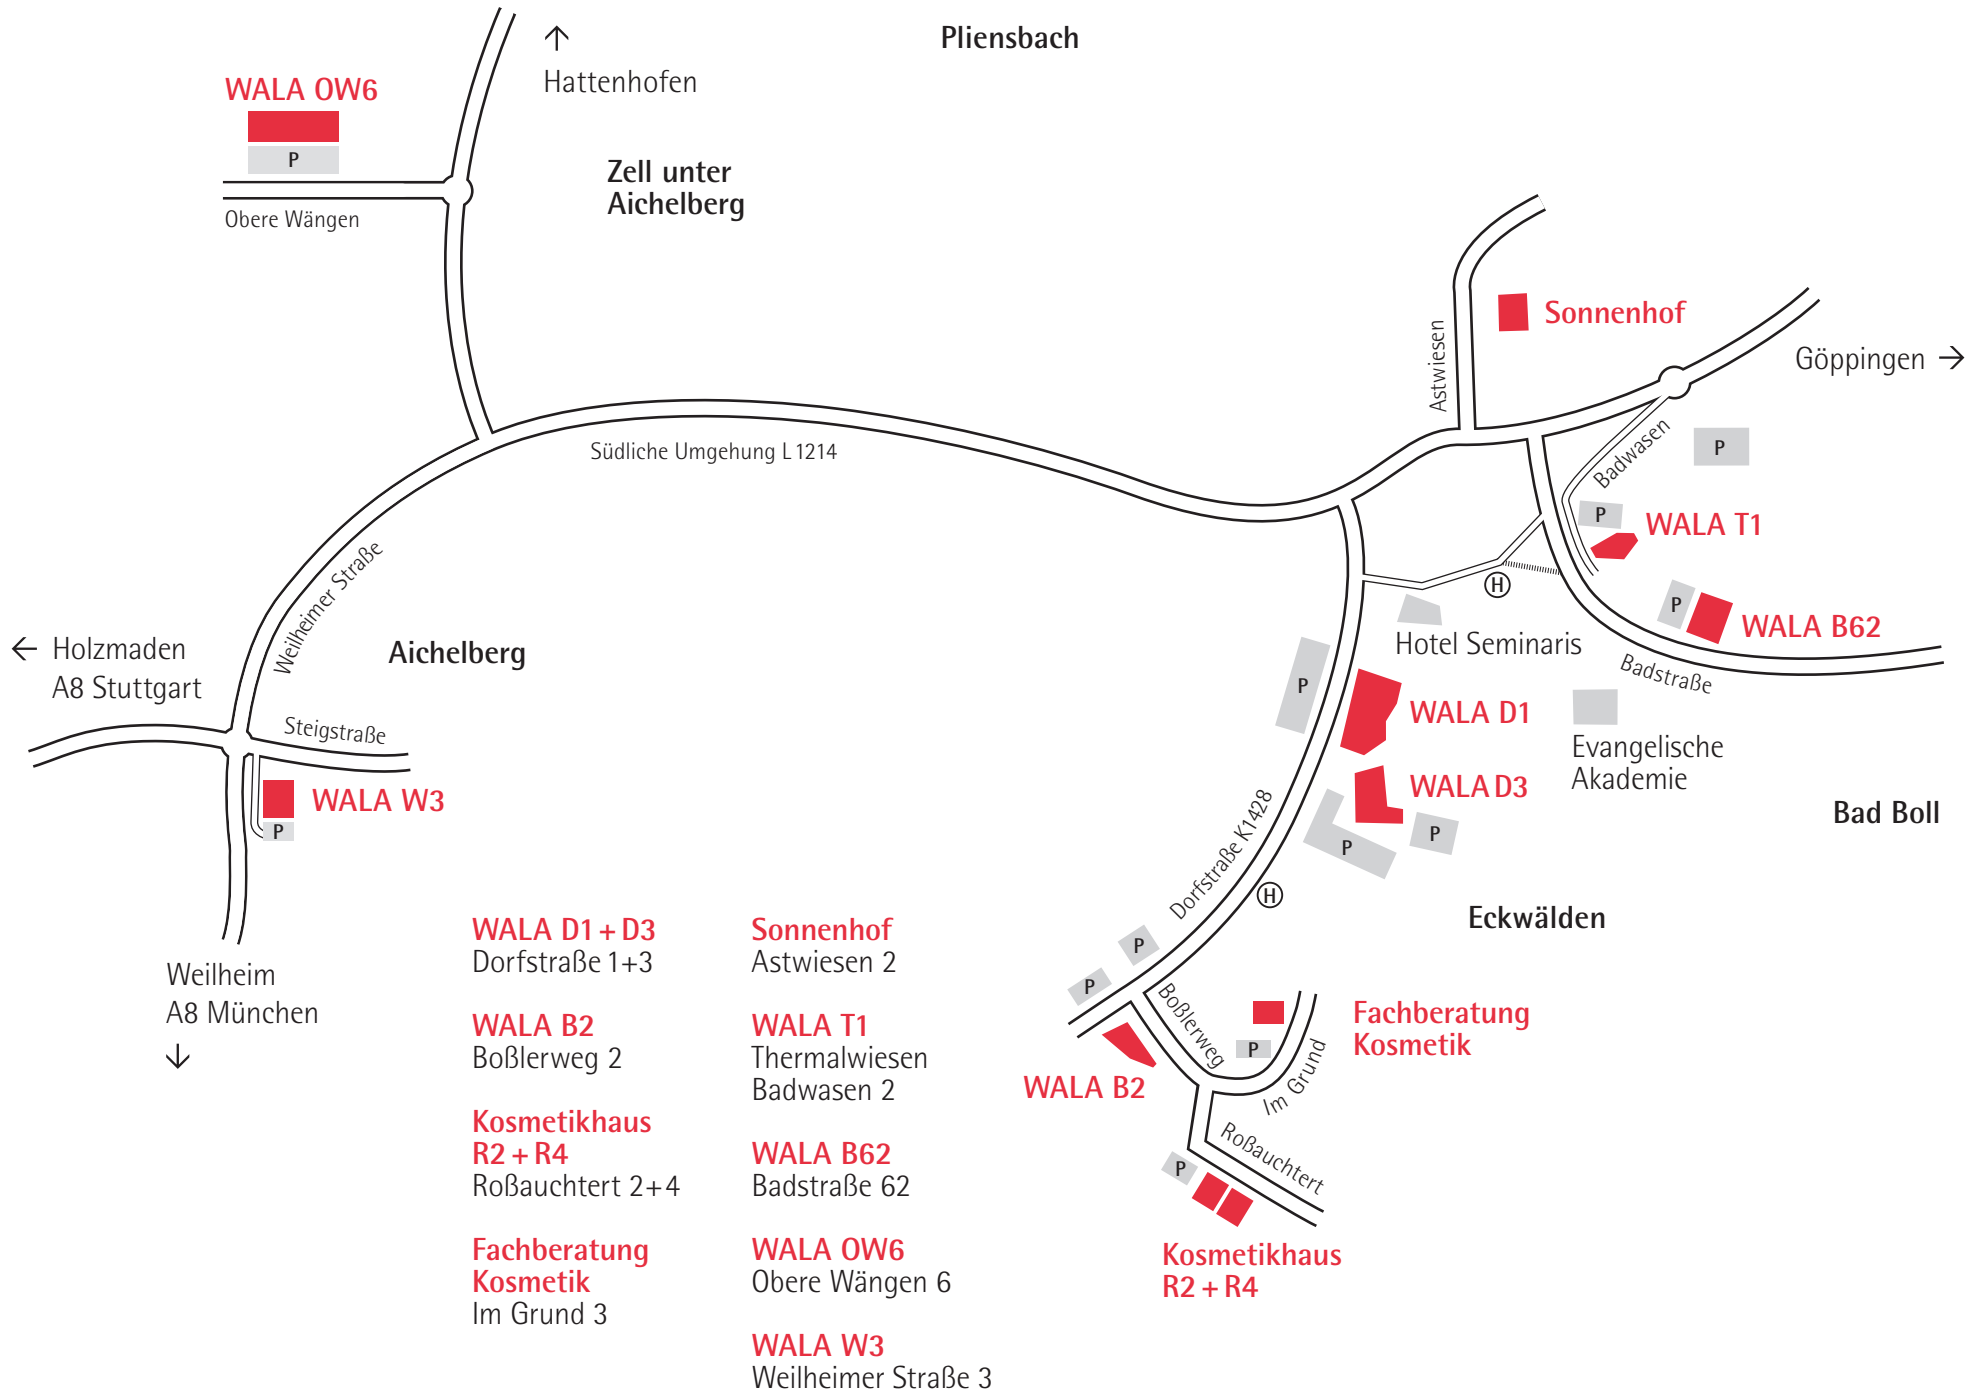 Pliensbach
Hattenhofen
WALA OW6
P
Obere Wängen
Zell unter
Aichelberg
Sonnenhof
Astwiesen
Göppingen
Südliche Umgehung L 1214
Badwasen
P
P
WALA T1
Weilheimer Straße
H
P
WALA B62
Hotel Seminaris
Badstraße
Holzmaden
A8 Stuttgart
Aichelberg
P
WALA D1
Steigstraße
Evangelische
Akademie
WALA D3
WALA W3
P
Dorfstraße K1428
P
P
Bad Boll
H
Eckwälden
P
P
Weilheim
A8 München
Boßlerweg
P
Im Grund
Fachberatung
Kosmetik
WALA B2
Roßauchtert
P
Kosmetikhaus
R2 + R4
WALA D1 + D3
Dorfstraße 1+3
WALA B2
Boßlerweg 2
Kosmetikhaus
R2 + R4
Roßauchtert 2+4
Fachberatung
Kosmetik
Im Grund 3
Sonnenhof
Astwiesen 2
WALA T1
Thermalwiesen
Badwasen 2
WALA B62
Badstraße 62
WALA OW6
Obere Wängen 6
WALA W3
Weilheimer Straße 3